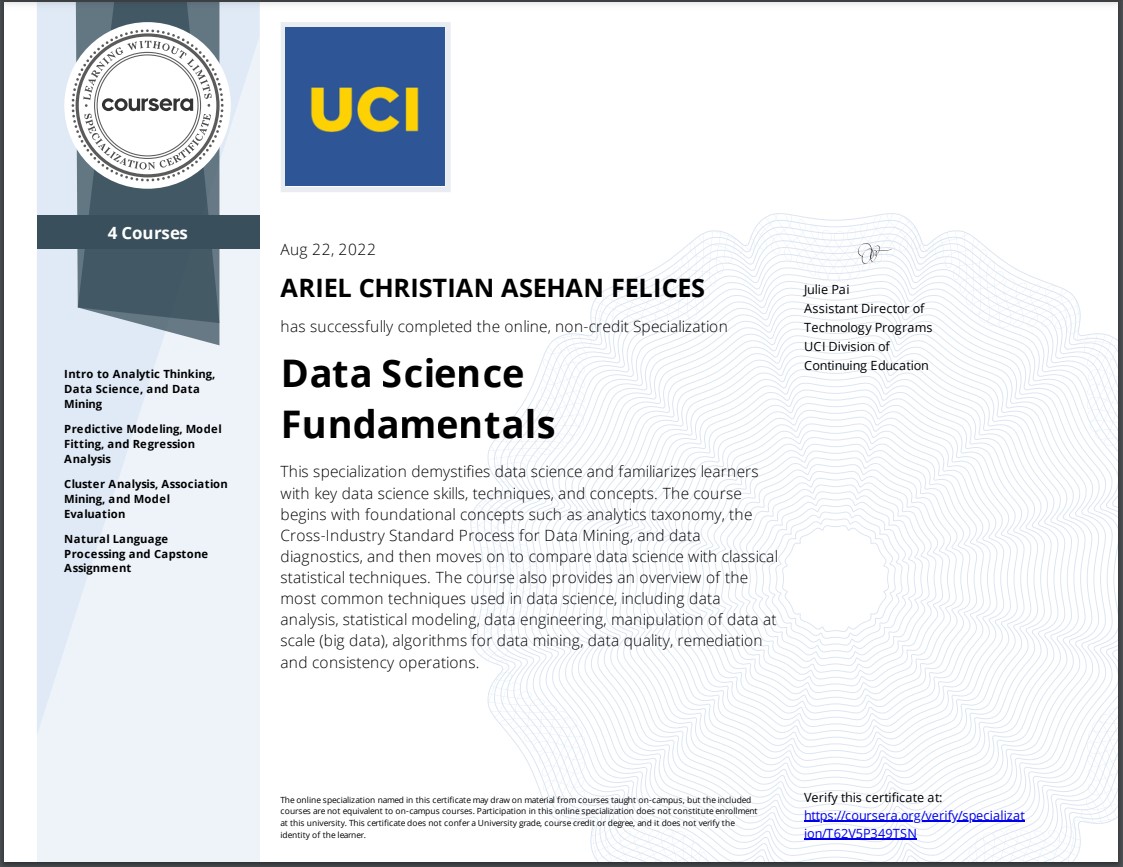 LEARNING WITHOUT LIMITS
coursera
SPECIALIZATION CERTIFICATE
UCI
4 Courses
Intro to Analytic Thinking,
Data Science, and Data
Mining
Predictive Modeling, Model
Fitting, and Regression
Analysis
Cluster Analysis, Association
Mining, and Model
Evaluation
Natural Language
Processing and Capstone
Assignment
Aug 22, 2022
ARIEL CHRISTIAN ASEHAN FELICES
has successfully completed the online, non-credit Specialization
Data Science
Fundamentals
This specialization demystifies data science and familiarizes learners
with key data science skills, techniques, and concepts. The course
begins with foundational concepts such as analytics taxonomy, the
Cross-Industry Standard Process for Data Mining, and data
diagnostics, and then moves on to compare data science with classical
statistical techniques. The course also provides an overview of the
most common techniques used in data science, including data
analysis, statistical modeling, data engineering, manipulation of data at
scale (big data), algorithms for data mining, data quality, remediation
and consistency operations.
Julie Pai
Assistant Director of
Technology Programs
UCI Division of
Continuing Education
The online specialization named in this certificate may draw on material from courses taught on-campus, but the included
courses are not equivalent to on-campus courses. Participation in this online specialization does not constitute enrollment
at this university. This certificate does not confer a University grade, course credit or degree, and it does not verify the
identity of the learner.
Verify this certificate at:
https://coursera.org/verify/specializat
ion/T62V5P349TSN